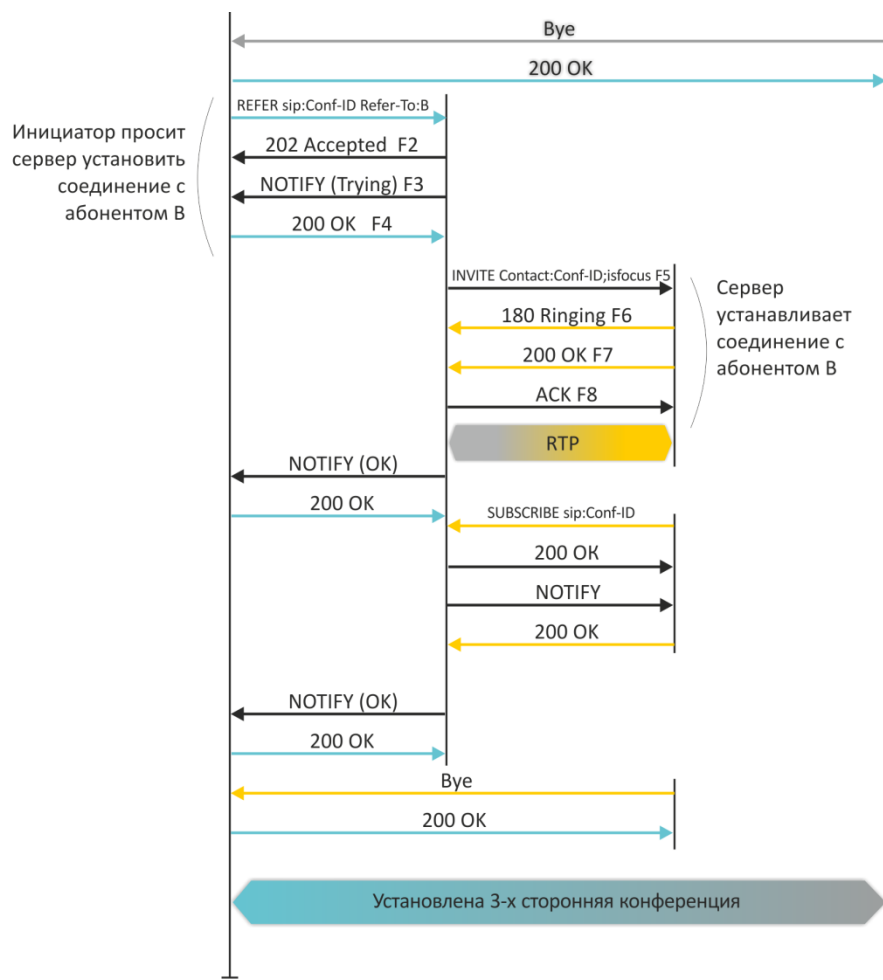 Bye
200 OK
REFER sip:Conf-ID Refer-To:B
Инициатор просит
сервер установить
соединение с
абонентом B
202 Accepted F2
NOTIFY (Trying) F3
200 OK F4
INVITE Contact:Conf-ID;isfocus F5
180 Ringing F6
200 OK F7
ACK F8
Сервер
устанавливает
соединение с
абонентом B
RTP
NOTIFY (OK)
200 OK
SUBSCRIBE sip:Conf-ID
200 OK
NOTIFY
200 OK
NOTIFY (OK)
200 OK
Bye
200 OK
Установлена 3-х сторонняя конференция